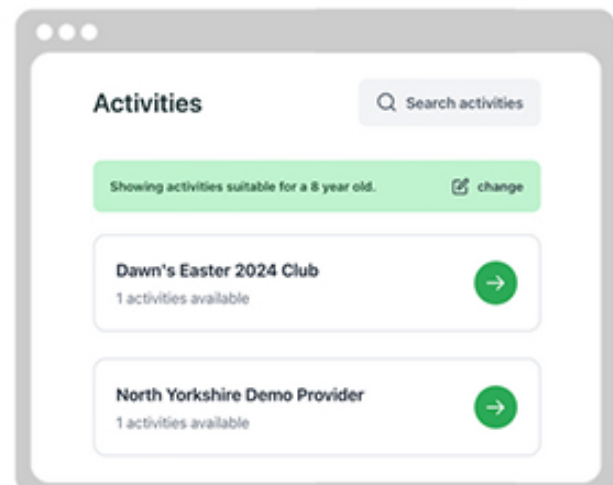 Activities
Search activities
Showing activities suitable for a 8 year old.
change
Dawn's Easter 2024 Club
1 activities available
North Yorkshire Demo Provider
1 activities available